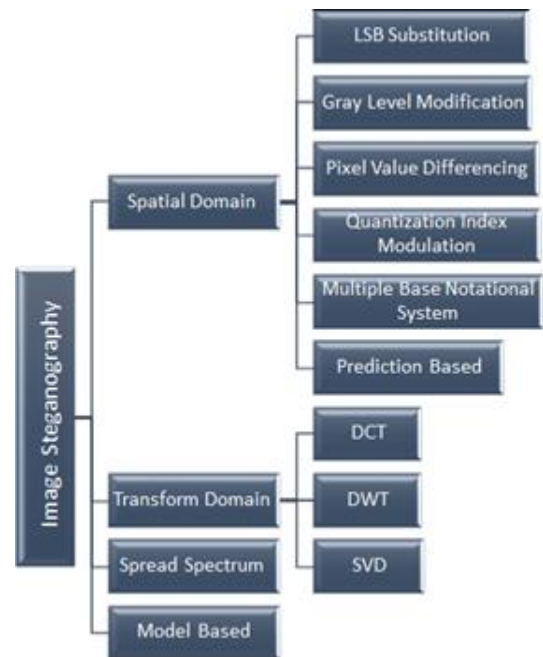 Image Steganography
Spatial Domain
LSB Substitution
Gray Level Modification
Pixel Value Differencing
Quantization Index
Modulation
Multiple Base Notational
System
Prediction Based
Transform Domain
DCT
DWT
SVD
Spread Spectrum
Model Based